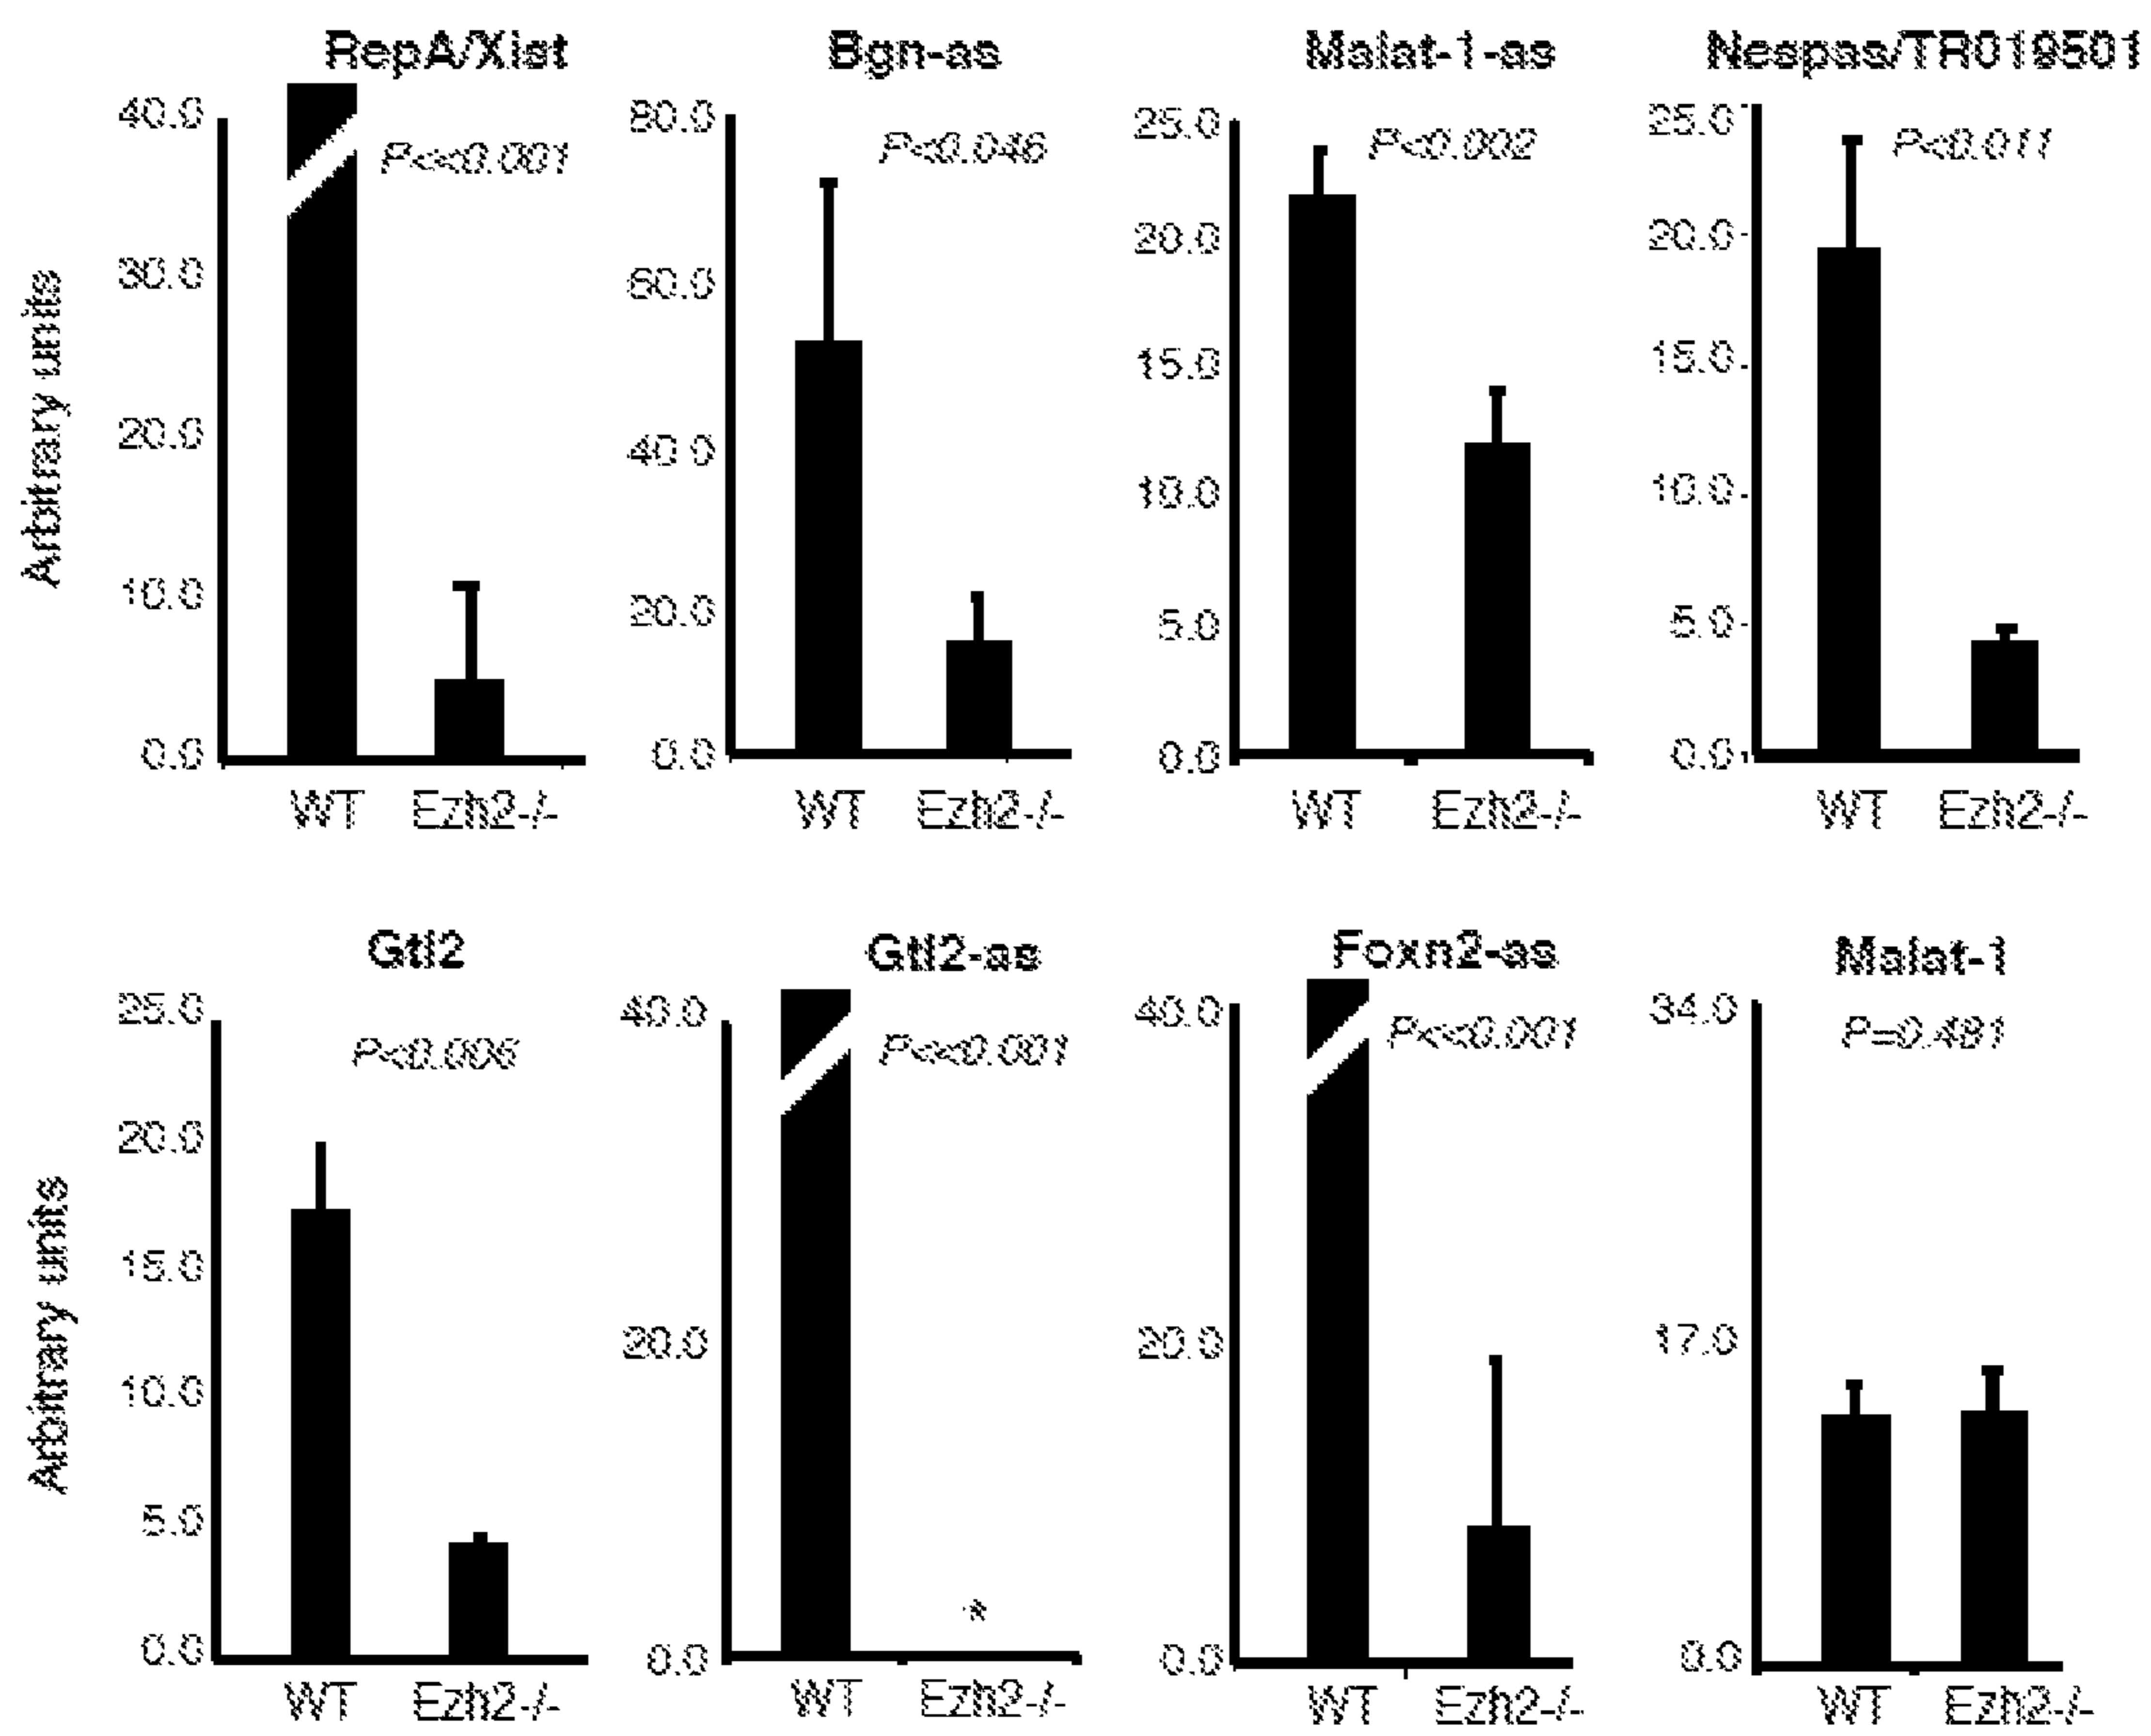 RepA/Xist
P<<0.001
40.0
30.0
20.0
10.0
0.0
Arbitrary units
WT Ezh2-/-
Bgn-as
P<0.046
80.0
60.0
40.0
20.0
0.0
WT Ezh2-/-
Malat-1-as
P<0.002
25.0
20.0
15.0
10.0
5.0
0.0
WT Ezh2-/-
Nespas/TR019501
P<0.011
25.0
20.0
15.0
10.0
5.0
0.0
WT Ezh2-/-
Gtl2
P<0.006
25.0
20.0
15.0
10.0
5.0
0.0
Arbitrary units
WT Ezh2-/-
Gtl2-as
P<<0.001
40.0
20.0
0.0
*
WT Ezh2-/-
Foxn2-as
P<<0.001
40.0
20.0
0.0
WT Ezh2-/-
Malat-1
P=0.491
34.0
17.0
0.0
WT Ezh2-/-